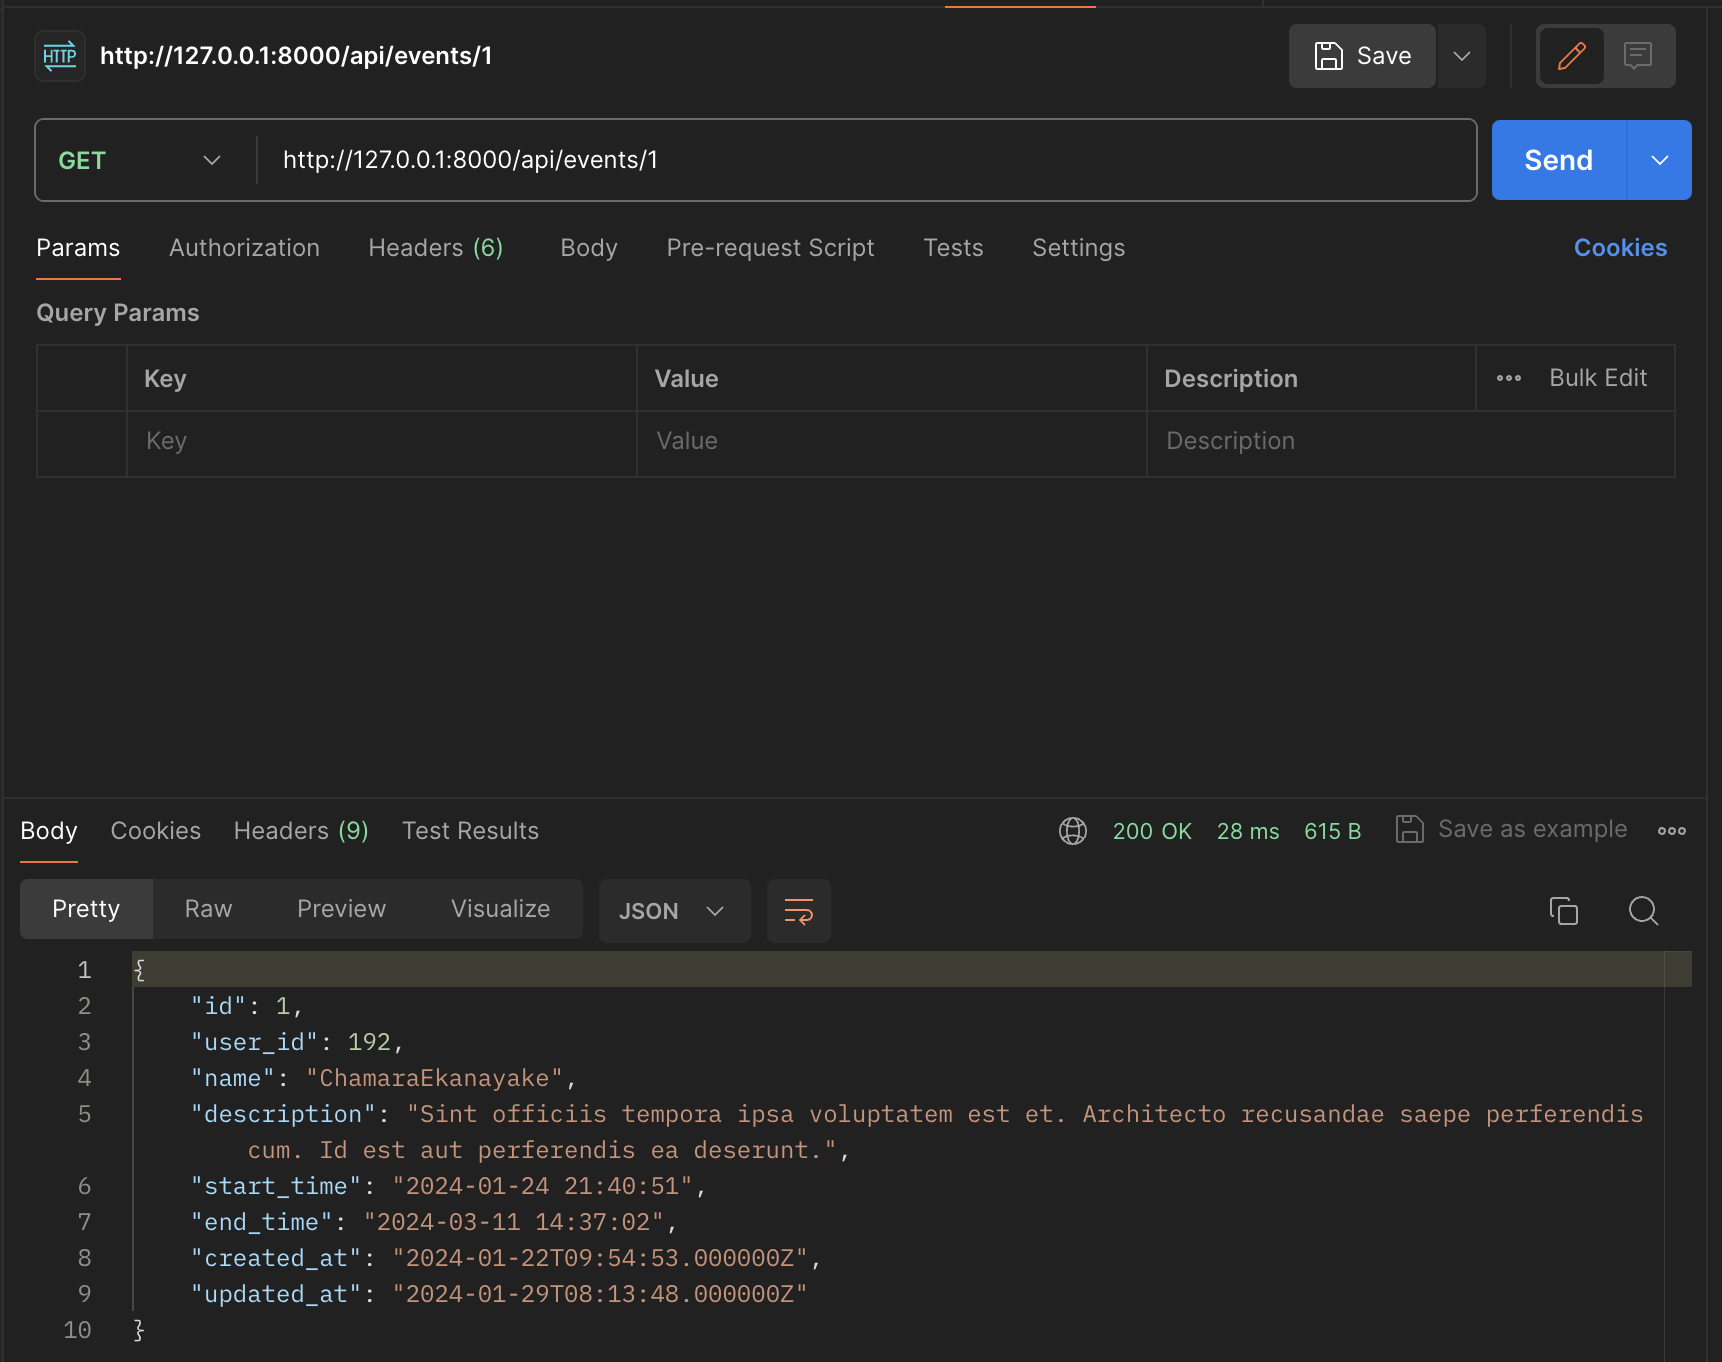 HTTP http://127.0.0.1:8000/api/events/1 Save
GET http://127.0.0.1:8000/api/events/1 Send
Params Authorization Headers (6) Body Pre-request Script Tests Settings Cookies
Query Params
Key Value Description Bulk Edit
Key Value Description
Body Cookies Headers (9) Test Results 200 OK 28 ms 615 B Save as example
Pretty Raw Preview Visualize JSON
1 {
2 "id": 1,
3 "user_id": 192,
4 "name": "ChamaraEkanayake",
5 "description": "Sint officiis tempora ipsa voluptatem est et. Architecto recusandae saepe perferendis
cum. Id est aut perferendis ea deserunt.",
6 "start_time": "2024-01-24 21:40:51",
7 "end_time": "2024-03-11 14:37:02",
8 "created_at": "2024-01-22T09:54:53.000000Z",
9 "updated_at": "2024-01-29T08:13:48.000000Z"
10 }